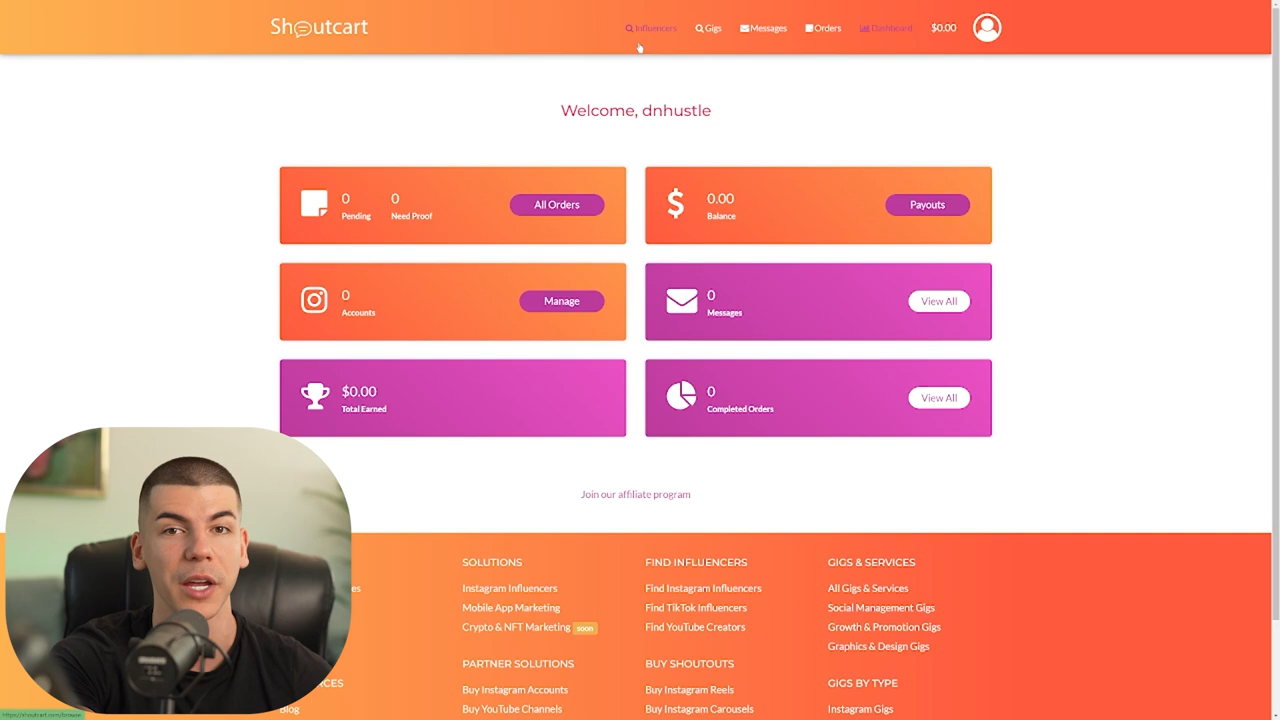 Shoutcart
Influencers Gigs Messages Orders Dashboard $0.00
Welcome, dnhustle
0 0 All Orders
Pending Need Proof
0.00 Payouts
Balance
0 Manage
Accounts
0 View All
Messages
$0.00
Total Earned
0 View All
Completed Orders
Join our affiliate program
SOLUTIONS
Instagram Influencers
Mobile App Marketing
Crypto & NFT Marketing soon
PARTNER SOLUTIONS
Buy Instagram Accounts
Buy YouTube Channels
FIND INFLUENCERS
Find Instagram Influencers
Find TikTok Influencers
Find YouTube Creators
BUY SHOUTOUTS
Buy Instagram Reels
Buy Instagram Carousels
GIGS & SERVICES
All Gigs & Services
Social Management Gigs
Growth & Promotion Gigs
Graphics & Design Gigs
GIGS BY TYPE
Instagram Gigs
Blog
https://shoutcart.com/browse